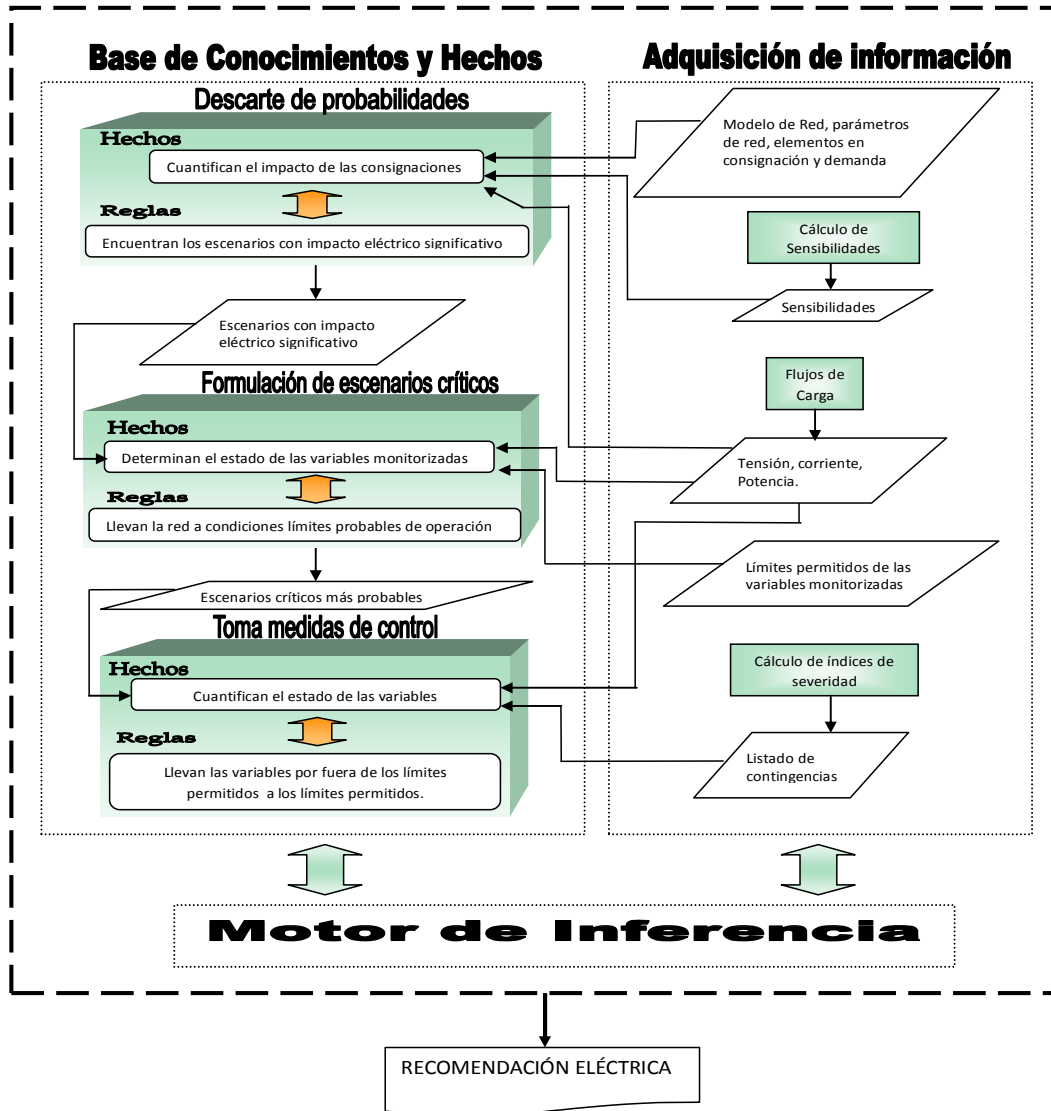 Base de Conocimientos y Hechos
Descarte de probabilidades
Hechos
Cuantifican el impacto de las consignaciones
Reglas
Encuentran los escenarios con impacto eléctrico significativo
Escenarios con impacto
eléctrico significativo
Formulación de escenarios críticos
Hechos
Determinan el estado de las variables monitorizadas
Reglas
Llevan la red a condiciones límites probables de operación
Escenarios críticos más probables
Toma medidas de control
Hechos
Cuantifican el estado de las variables
Reglas
Llevan las variables por fuera de los límites
permitidos a los límites permitidos.
Adquisición de información
Modelo de Red, parámetros
de red, elementos en
consignación y demanda
Cálculo de
Sensibilidades
Sensibilidades
Flujos de
Carga
Tensión, corriente,
Potencia.
Límites permitidos de las
variables monitorizadas
Cálculo de índices de
severidad
Listado de
contingencias
Motor de Inferencia
RECOMENDACIÓN ELÉCTRICA